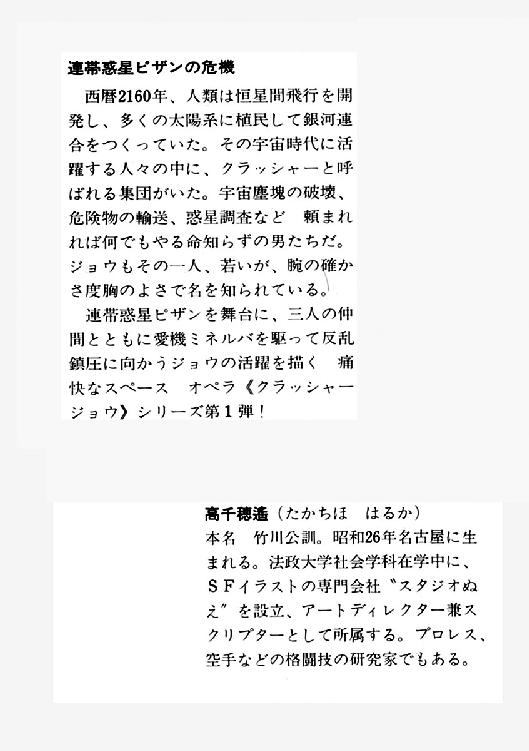 連帯惑星ピザンの危機
西暦2160年、人類は恒星間飛行を開
発し、多くの太陽系に植民して銀河連
合をつくっていた。その宇宙時代に活
躍する人々の中に、クラッシャーと呼
ばれる集団がいた。宇宙塵塊の破壊、
危険物の輸送、惑星調査など 頼まれ
れば何でもやる命知らずの男たちだ。
ジョウもその一人、若いが、腕の確か
さ度胸のよさで名を知られている。
連帯惑星ピザンを舞台に、三人の仲
間とともに愛機ミネルバを駆って反乱
鎮圧に向かうジョウの活躍を描く 痛
快なスペース オペラ《クラッシャー
ジョウ》シリーズ第1弾！
高千穂遙（たかちほ はるか）
本名 竹川公訓。昭和26年名古屋に生
まれる。法政大学社会学科在学中に、
ＳＦイラストの専門会社〝スタジオぬ
え〟を設立、アートディレクター兼ス
クリプターとして所属する。プロレス、
空手などの格闘技の研究家でもある。